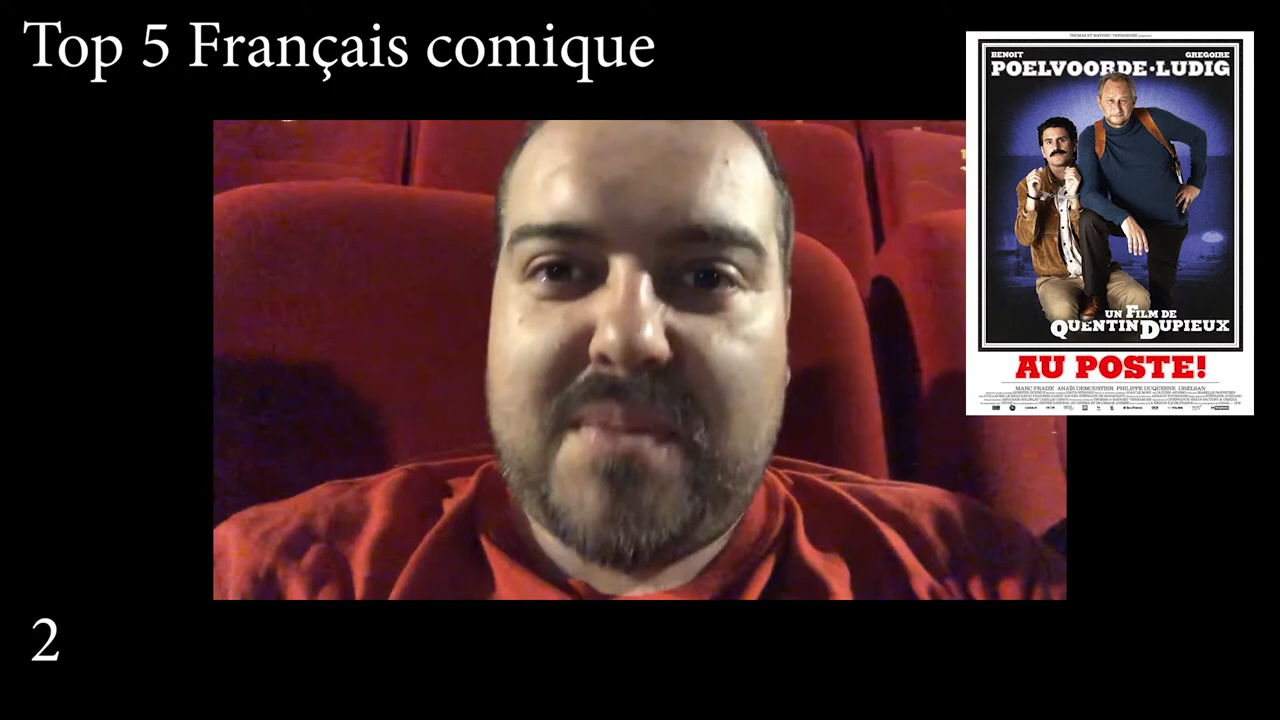 Top 5 Français comique
BENOIT GREGOIRE
POELVOORDE·LUDIG
UN FILM DE
QUENTIN DUPIEUX
AU POSTE!
MARC FRAIZE ANAÏS DEMOUSTIER PHILIPPE DUQUESNE ORELSAN
2